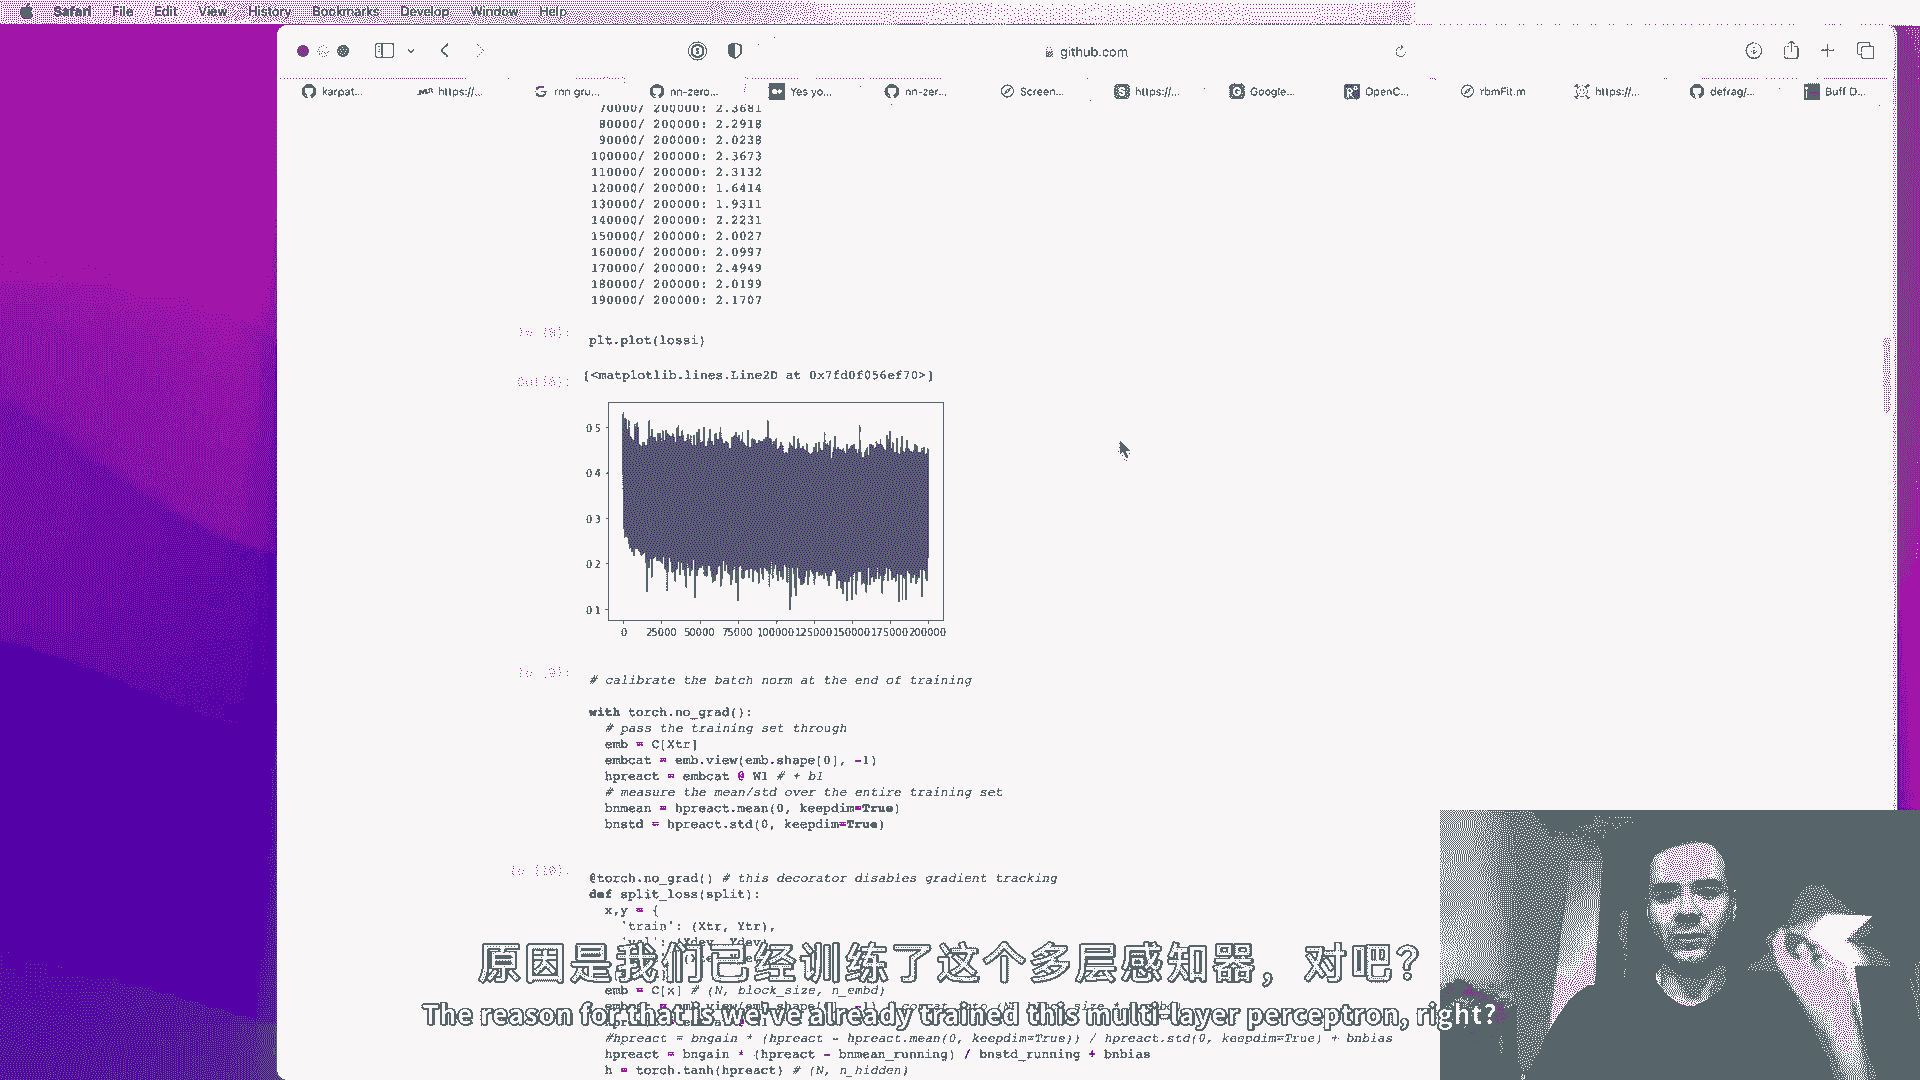 Safari File Edit View History Bookmarks Develop Window Help
github.com
karpat... https://... rnn gru... nn-zero... Yes yo... nn-zer... Screen... https://... Google... OpenC... rbmFit.m https://... defrag/... Buff D...
70000/ 200000: 2.3681
80000/ 200000: 2.2918
90000/ 200000: 2.0238
100000/ 200000: 2.3673
110000/ 200000: 2.3132
120000/ 200000: 1.6414
130000/ 200000: 1.9311
140000/ 200000: 2.2231
150000/ 200000: 2.0027
160000/ 200000: 2.0997
170000/ 200000: 2.4949
180000/ 200000: 2.0199
190000/ 200000: 2.1707
In [8]:
plt.plot(lossi)
[<matplotlib.lines.Line2D at 0x7fd0f056ef70>]
0.5
0.4
0.3
0.2
0.1
0 25000 50000 75000 100000 125000 150000 175000 200000
In [9]:
# calibrate the batch norm at the end of training
with torch.no_grad():
# pass the training set through
emb = C[Xtr]
embcat = emb.view(emb.shape[0], -1)
hpreact = embcat @ W1 # + b1
# measure the mean/std over the entire training set
bnmean = hpreact.mean(0, keepdim=True)
bnstd = hpreact.std(0, keepdim=True)
In [10]:
@torch.no_grad() # this decorator disables gradient tracking
def split_loss(split):
x,y = {
'train': (Xtr, Ytr),
原因是我们已经训练了这个多层感知器，对吧？
emb = C[x] # (N, block_size, n_embd)
The reason for that is we've already trained this multi-layer perceptron, right?
#hpreact = bngain * (hpreact - hpreact.mean(0, keepdim=True)) / hpreact.std(0, keepdim=True) + bnbias
hpreact = bngain * (hpreact - bnmean_running) / bnstd_running + bnbias
h = torch.tanh(hpreact) # (N, n_hidden)